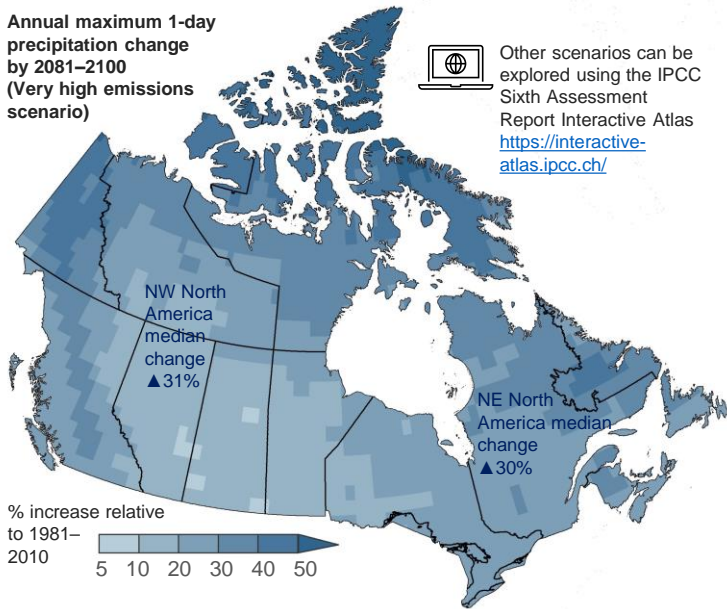 Annual maximum 1-day
precipitation change
by 2081–2100
(Very high emissions
scenario)
Other scenarios can be
explored using the IPCC
Sixth Assessment
Report Interactive Atlas
https://interactive-
atlas.ipcc.ch/
NW North
America
median
change
▲31%
NE North
America median
change
▲30%
% increase relative
to 1981–
2010
5 10 20 30 40 50